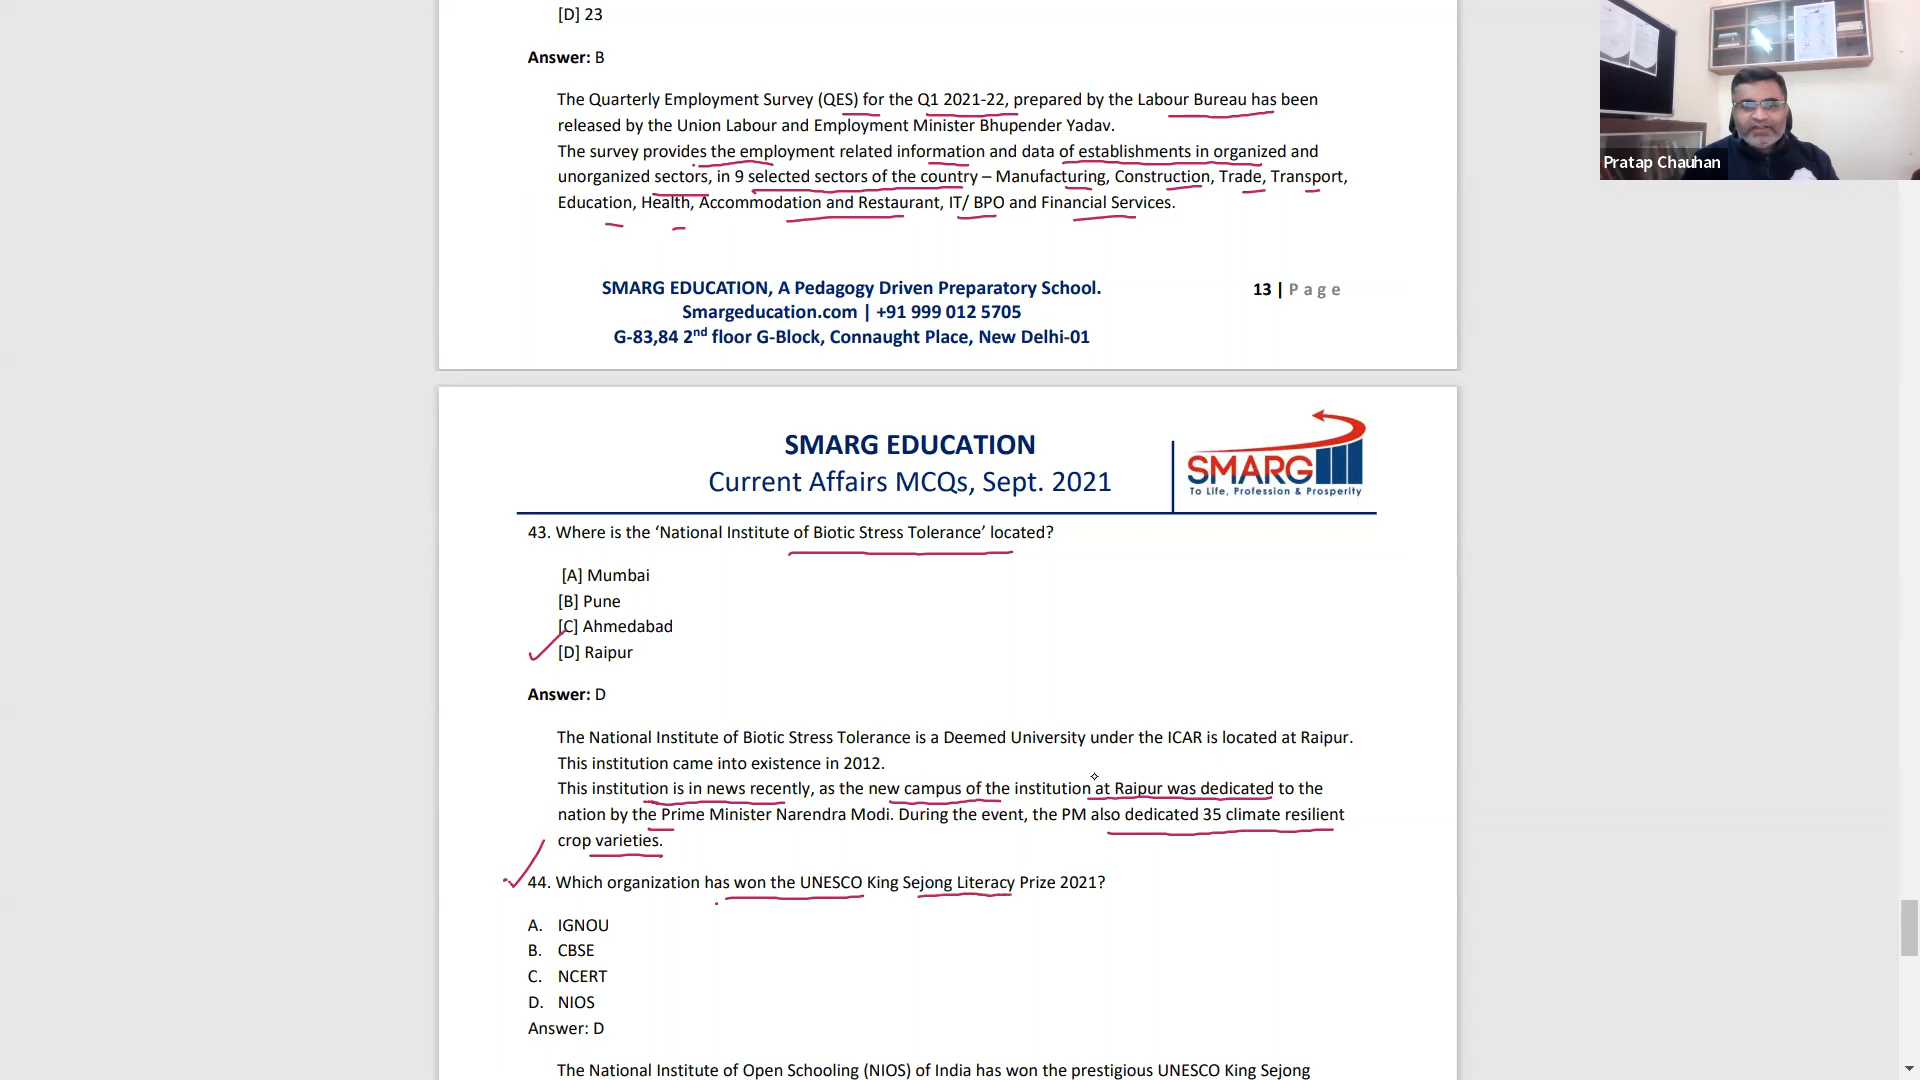 [D] 23
Answer: B
The Quarterly Employment Survey (QES) for the Q1 2021-22, prepared by the Labour Bureau has been
released by the Union Labour and Employment Minister Bhupender Yadav.
The survey provides the employment related information and data of establishments in organized and
unorganized sectors, in 9 selected sectors of the country – Manufacturing, Construction, Trade, Transport,
Education, Health, Accommodation and Restaurant, IT/ BPO and Financial Services.
SMARG EDUCATION, A Pedagogy Driven Preparatory School.
13 | Page
Smargeducation.com | +91 999 012 5705
G-83,84 2nd floor G-Block, Connaught Place, New Delhi-01
Pratap Chauhan
SMARG EDUCATION
Current Affairs MCQs, Sept. 2021
SMARG
To Life, Profession & Prosperity
43. Where is the ‘National Institute of Biotic Stress Tolerance’ located?
[A] Mumbai
[B] Pune
[C] Ahmedabad
[D] Raipur
Answer: D
The National Institute of Biotic Stress Tolerance is a Deemed University under the ICAR is located at Raipur.
This institution came into existence in 2012.
This institution is in news recently, as the new campus of the institution at Raipur was dedicated to the
nation by the Prime Minister Narendra Modi. During the event, the PM also dedicated 35 climate resilient
crop varieties.
44. Which organization has won the UNESCO King Sejong Literacy Prize 2021?
A. IGNOU
B. CBSE
C. NCERT
D. NIOS
Answer: D
The National Institute of Open Schooling (NIOS) of India has won the prestigious UNESCO King Sejong